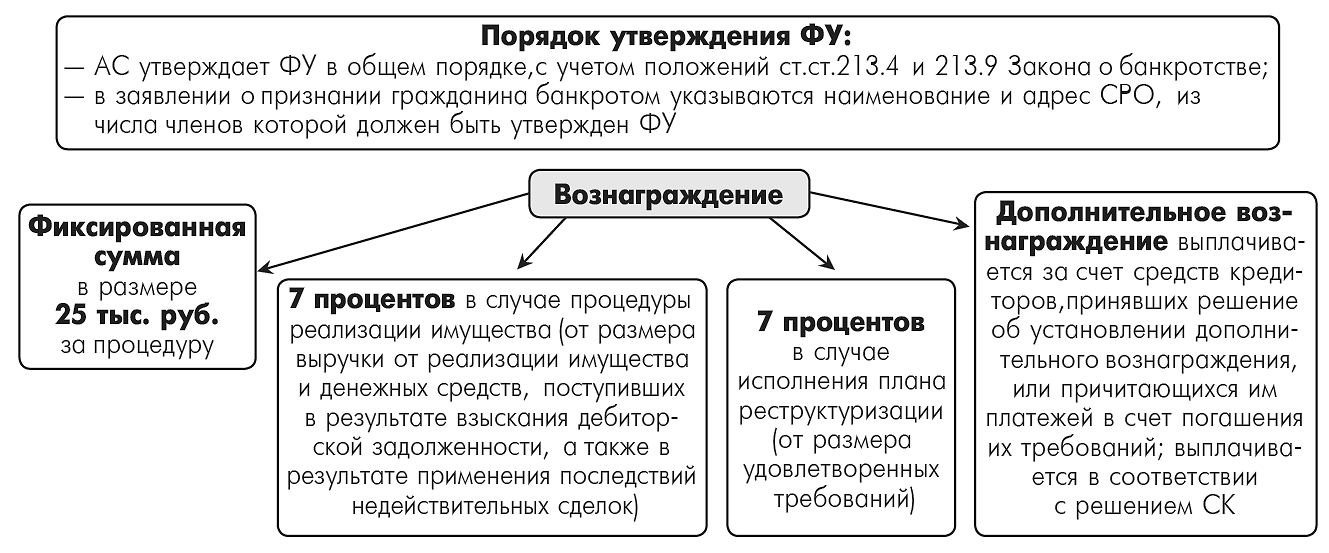 Порядок утверждения ФУ:
— АС утверждает ФУ в общем порядке, с учетом положений ст.ст.213.4 и 213.9 Закона о банкротстве;
— в заявлении о признании гражданина банкротом указываются наименование и адрес СРО, из
числа членов которой должен быть утвержден ФУ
Вознаграждение
Фиксированная
сумма
в размере
25 тыс. руб.
за процедуру
7 процентов в случае процедуры
реализации имущества (от размера
выручки от реализации имущества
и денежных средств, поступивших
в результате взыскания дебитор-
ской задолженности, а также в
результате применения последствий
недействительных сделок)
7 процентов
в случае
исполнения плана
реструктуризации
(от размера
удовлетворенных
требований)
Дополнительное воз-
награждение выплачива-
ется за счет средств креди-
торов,принявших решение
об установлении дополни-
тельного вознаграждения,
или причитающихся им
платежей в счет погашения
их требований; выплачива-
ется в соответствии
с решением СК